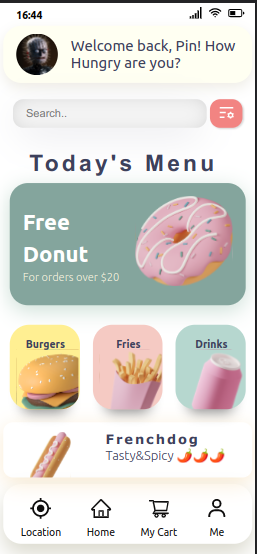 16:44
Welcome back, Pin! How
Hungry are you?
Search..
Today's Menu
Free
Donut
For orders over $20
Burgers
Fries
Drinks
Frenchdog
Tasty&Spicy 🌶️🌶️🌶️
Location
Home
My Cart
Me